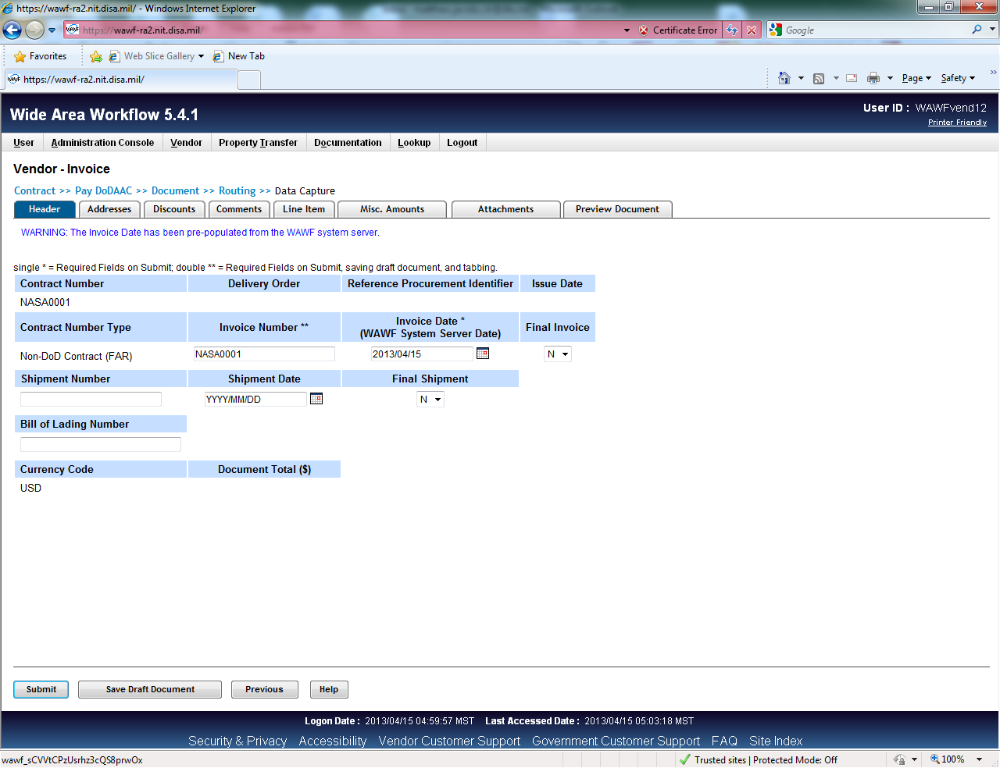 https://wawf-ra2.nit.disa.mil/ - Windows Internet Explorer
https://wawf-ra2.nit.disa.mil/ Certificate Error Google
Favorites Web Slice Gallery New Tab
https://wawf-ra2.nit.disa.mil/ Page Safety »
Wide Area Workflow 5.4.1 User ID : WAWFvend12
Printer Friendly
User Administration Console Vendor Property Transfer Documentation Lookup Logout
Vendor - Invoice
Contract >> Pay DoDAAC >> Document >> Routing >> Data Capture
Header Addresses Discounts Comments Line Item Misc. Amounts Attachments Preview Document
WARNING: The Invoice Date has been pre-populated from the WAWF system server.
single * = Required Fields on Submit; double ** = Required Fields on Submit, saving draft document, and tabbing.
Contract Number Delivery Order Reference Procurement Identifier Issue Date
NASA0001
Contract Number Type Invoice Number ** Invoice Date * Final Invoice
(WAWF System Server Date)
Non-DoD Contract (FAR) NASA0001 2013/04/15 N
Shipment Number Shipment Date Final Shipment
YYYY/MM/DD N
Bill of Lading Number
Currency Code Document Total ($)
USD
Submit Save Draft Document Previous Help
Logon Date : 2013/04/15 04:59:57 MST Last Accessed Date : 2013/04/15 05:03:18 MST
Security & Privacy Accessibility Vendor Customer Support Government Customer Support FAQ Site Index
wawf_sCVVtCPzUsrhz3cQS8prwOx Trusted sites | Protected Mode: Off 100%